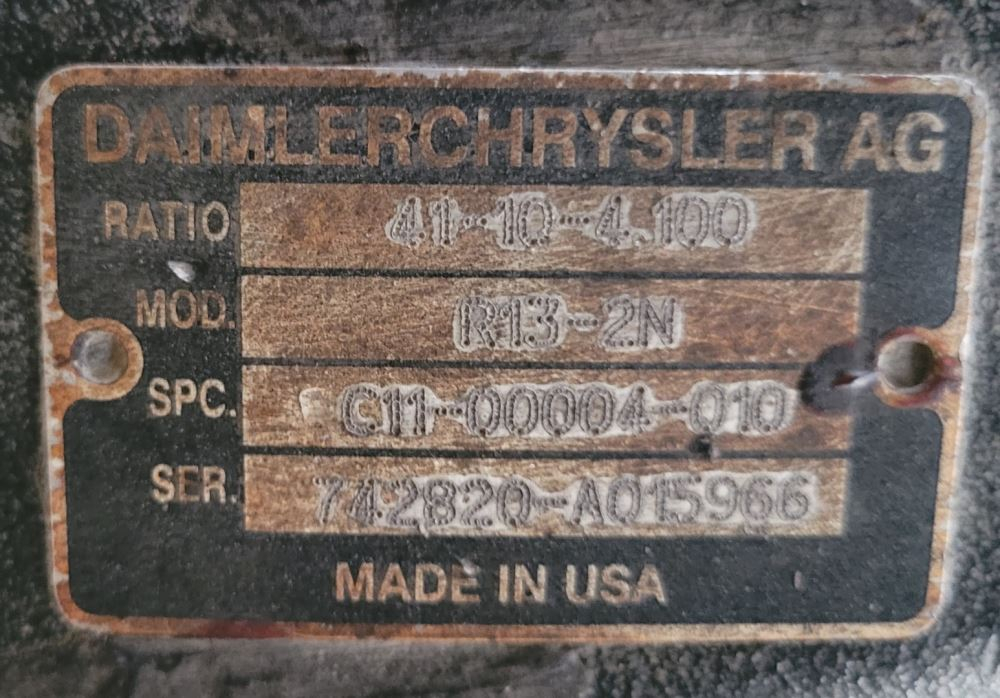 DAIMLERCHRYSLER AG
RATIO 41-10-4.100
MOD. R13-2N
SPC. C11-00004-010
SER. 742820-A015966
MADE IN USA